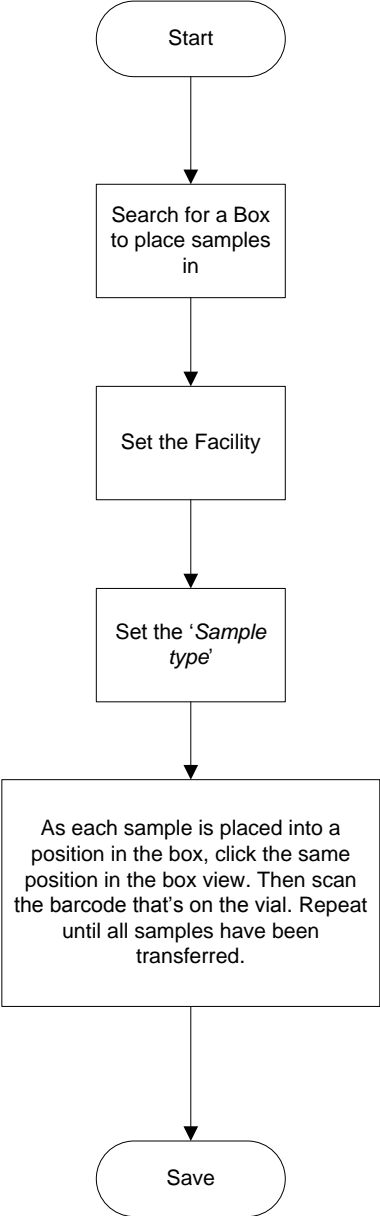 Start
Search for a Box
to place samples
in
Set the Facility
Set the ‘Sample
type’
As each sample is placed into a
position in the box, click the same
position in the box view. Then scan
the barcode that's on the vial. Repeat
until all samples have been
transferred.
Save